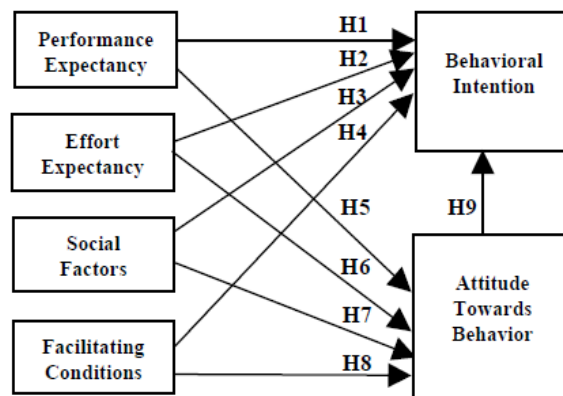 Performance
Expectancy
Effort
Expectancy
Social
Factors
Facilitating
Conditions
H1
H2
H3
H4
H5
H6
H7
H8
Behavioral
Intention
H9
Attitude
Towards
Behavior